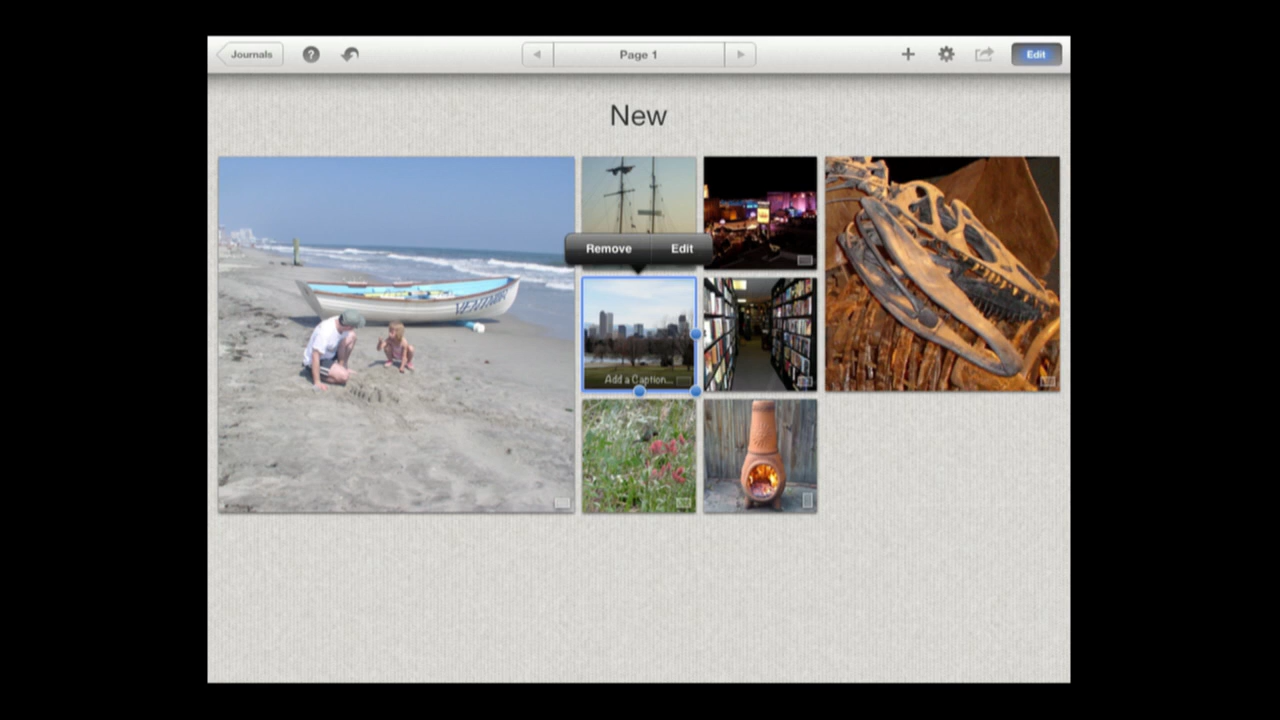 Journals
?
Page 1
Edit
New
Remove
Edit
Add a Caption...